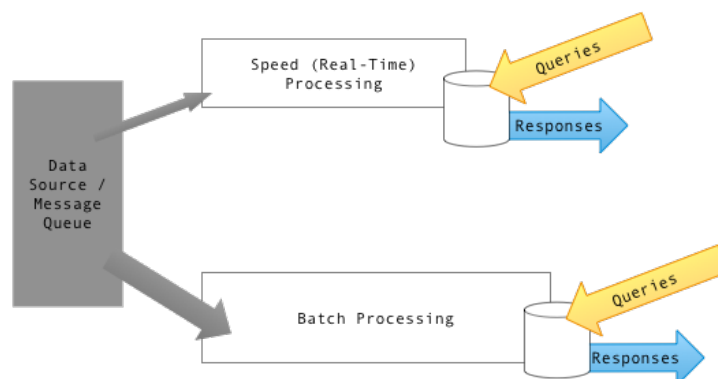 Speed (Real-Time)
Processing
Queries
Responses
Data
Source /
Message
Queue
Batch Processing
Queries
Responses